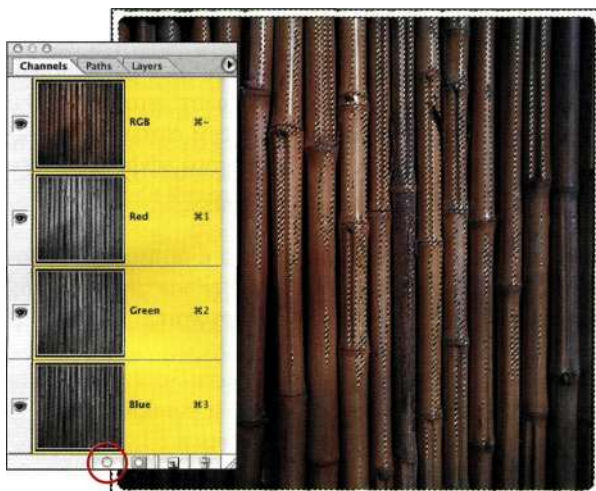 Channels Paths Layers
RGB ⌘~
Red ⌘1
Green ⌘2
Blue ⌘3